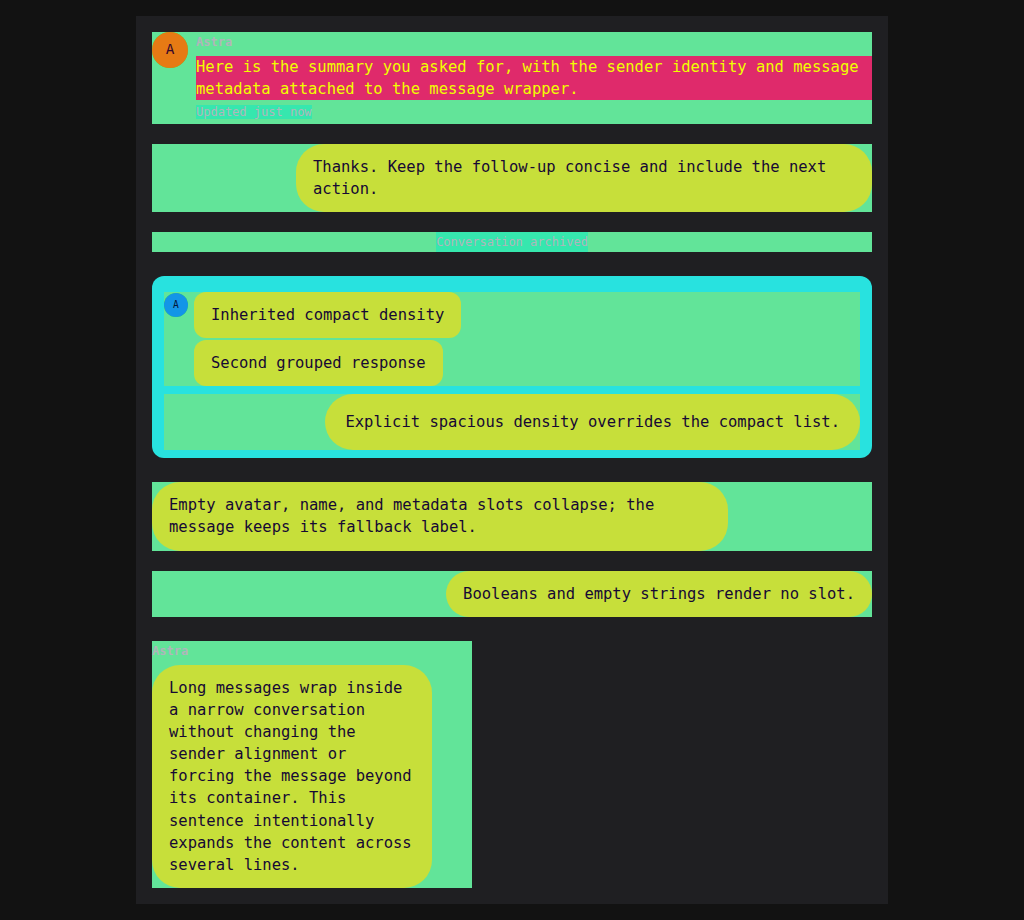 A
Astra
Here is the summary you asked for, with the sender identity and message
metadata attached to the message wrapper.
Updated just now
Thanks. Keep the follow-up concise and include the next
action.
Conversation archived
A
Inherited compact density
Second grouped response
Explicit spacious density overrides the compact list.
Empty avatar, name, and metadata slots collapse; the
message keeps its fallback label.
Booleans and empty strings render no slot.
Astra
Long messages wrap inside
a narrow conversation
without changing the
sender alignment or
forcing the message beyond
its container. This
sentence intentionally
expands the content across
several lines.